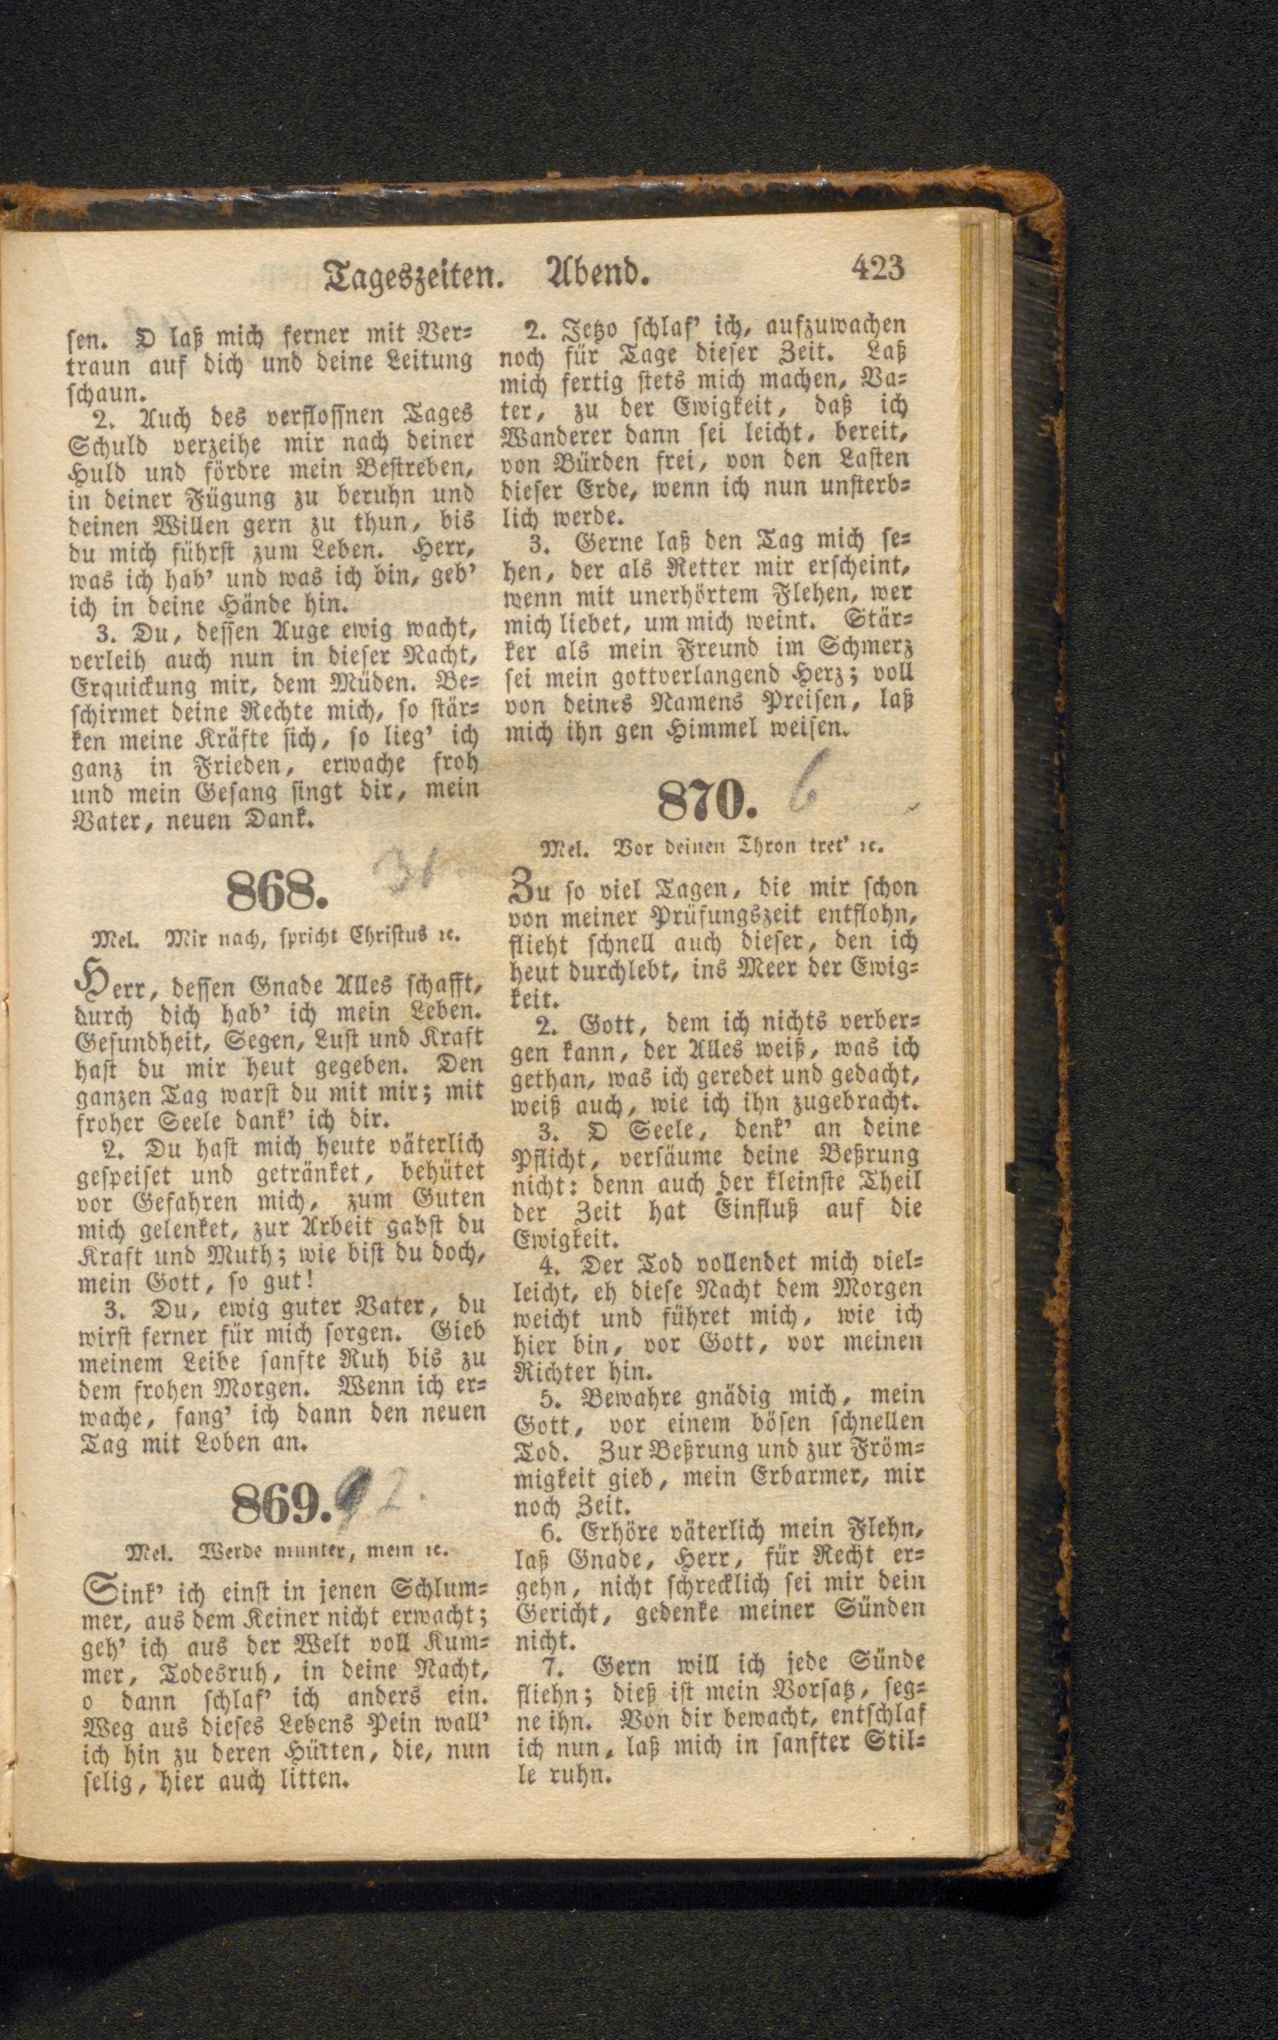 Tageszeiten. Abend. 423
sen. O laß mich ferner mit Ver-
traun auf dich und deine Leitung
schaun.
2. Auch des verflossnen Tages
Schuld verzeihe mir nach deiner
Huld und fördre mein Bestreben,
in deiner Fügung zu beruhn und
deinen Willen gern zu thun, bis
du mich führst zum Leben. Herr,
was ich hab' und was ich bin, geb'
ich in deine Hände hin.
3. Du, dessen Auge ewig wacht,
verleih auch nun in dieser Nacht,
Erquickung mir, dem Müden. Be-
schirmet deine Rechte mich, so stär-
ken meine Kräfte sich, so lieg' ich
ganz in Frieden, erwache froh
und mein Gesang singt dir, mein
Vater, neuen Dank.
868. 31
Mel. Mir nach, spricht Christus ꝛc.
Herr, dessen Gnade Alles schafft,
durch dich hab' ich mein Leben.
Gesundheit, Segen, Lust und Kraft
hast du mir heut gegeben. Den
ganzen Tag warst du mit mir; mit
froher Seele dank' ich dir.
2. Du hast mich heute väterlich
gespeiset und getränket, behütet
vor Gefahren mich, zum Guten
mich gelenket, zur Arbeit gabst du
Kraft und Muth; wie bist du doch,
mein Gott, so gut!
3. Du, ewig guter Vater, du
wirst ferner für mich sorgen. Gieb
meinem Leibe sanfte Ruh bis zu
dem frohen Morgen. Wenn ich er-
wache, fang' ich dann den neuen
Tag mit Loben an.
869. 92.
Mel. Werde munter, mein ꝛc.
Sink' ich einst in jenen Schlum-
mer, aus dem Keiner nicht erwacht;
geh' ich aus der Welt voll Kum-
mer, Todesruh, in deine Nacht,
o dann schlaf' ich anders ein.
Weg aus dieses Lebens Pein wall'
ich hin zu deren Hütten, die, nun
selig, hier auch litten.
2. Jetzo schlaf' ich, aufzuwachen
noch für Tage dieser Zeit. Laß
mich fertig stets mich machen, Va-
ter, zu der Ewigkeit, daß ich
Wanderer dann sei leicht, bereit,
von Bürden frei, von den Lasten
dieser Erde, wenn ich nun unsterb-
lich werde.
3. Gerne laß den Tag mich se-
hen, der als Retter mir erscheint,
wenn mit unerhörtem Flehen, wer
mich liebet, um mich weint. Stär-
ker als mein Freund im Schmerz
sei mein gottverlangend Herz; voll
von deines Namens Preisen, laß
mich ihn gen Himmel weisen.
870. 6
Mel. Vor deinen Thron tret' ꝛc.
Zu so viel Tagen, die mir schon
von meiner Prüfungszeit entflohn,
flieht schnell auch dieser, den ich
heut durchlebt, ins Meer der Ewig-
keit.
2. Gott, dem ich nichts verber-
gen kann, der Alles weiß, was ich
gethan, was ich geredet und gedacht,
weiß auch, wie ich ihn zugebracht.
3. O Seele, denk' an deine
Pflicht, versäume deine Beßrung
nicht: denn auch der kleinste Theil
der Zeit hat Einfluß auf die
Ewigkeit.
4. Der Tod vollendet mich viel-
leicht, eh diese Nacht dem Morgen
weicht und führet mich, wie ich
hier bin, vor Gott, vor meinen
Richter hin.
5. Bewahre gnädig mich, mein
Gott, vor einem bösen schnellen
Tod. Zur Beßrung und zur Fröm-
migkeit gieb, mein Erbarmer, mir
noch Zeit.
6. Erhöre väterlich mein Flehn,
laß Gnade, Herr, für Recht er-
gehn, nicht schrecklich sei mir dein
Gericht, gedenke meiner Sünden
nicht.
7. Gern will ich jede Sünde
fliehn; dieß ist mein Vorsatz, seg-
ne ihn. Von dir bewacht, entschlaf
ich nun, laß mich in sanfter Stil-
le ruhn.